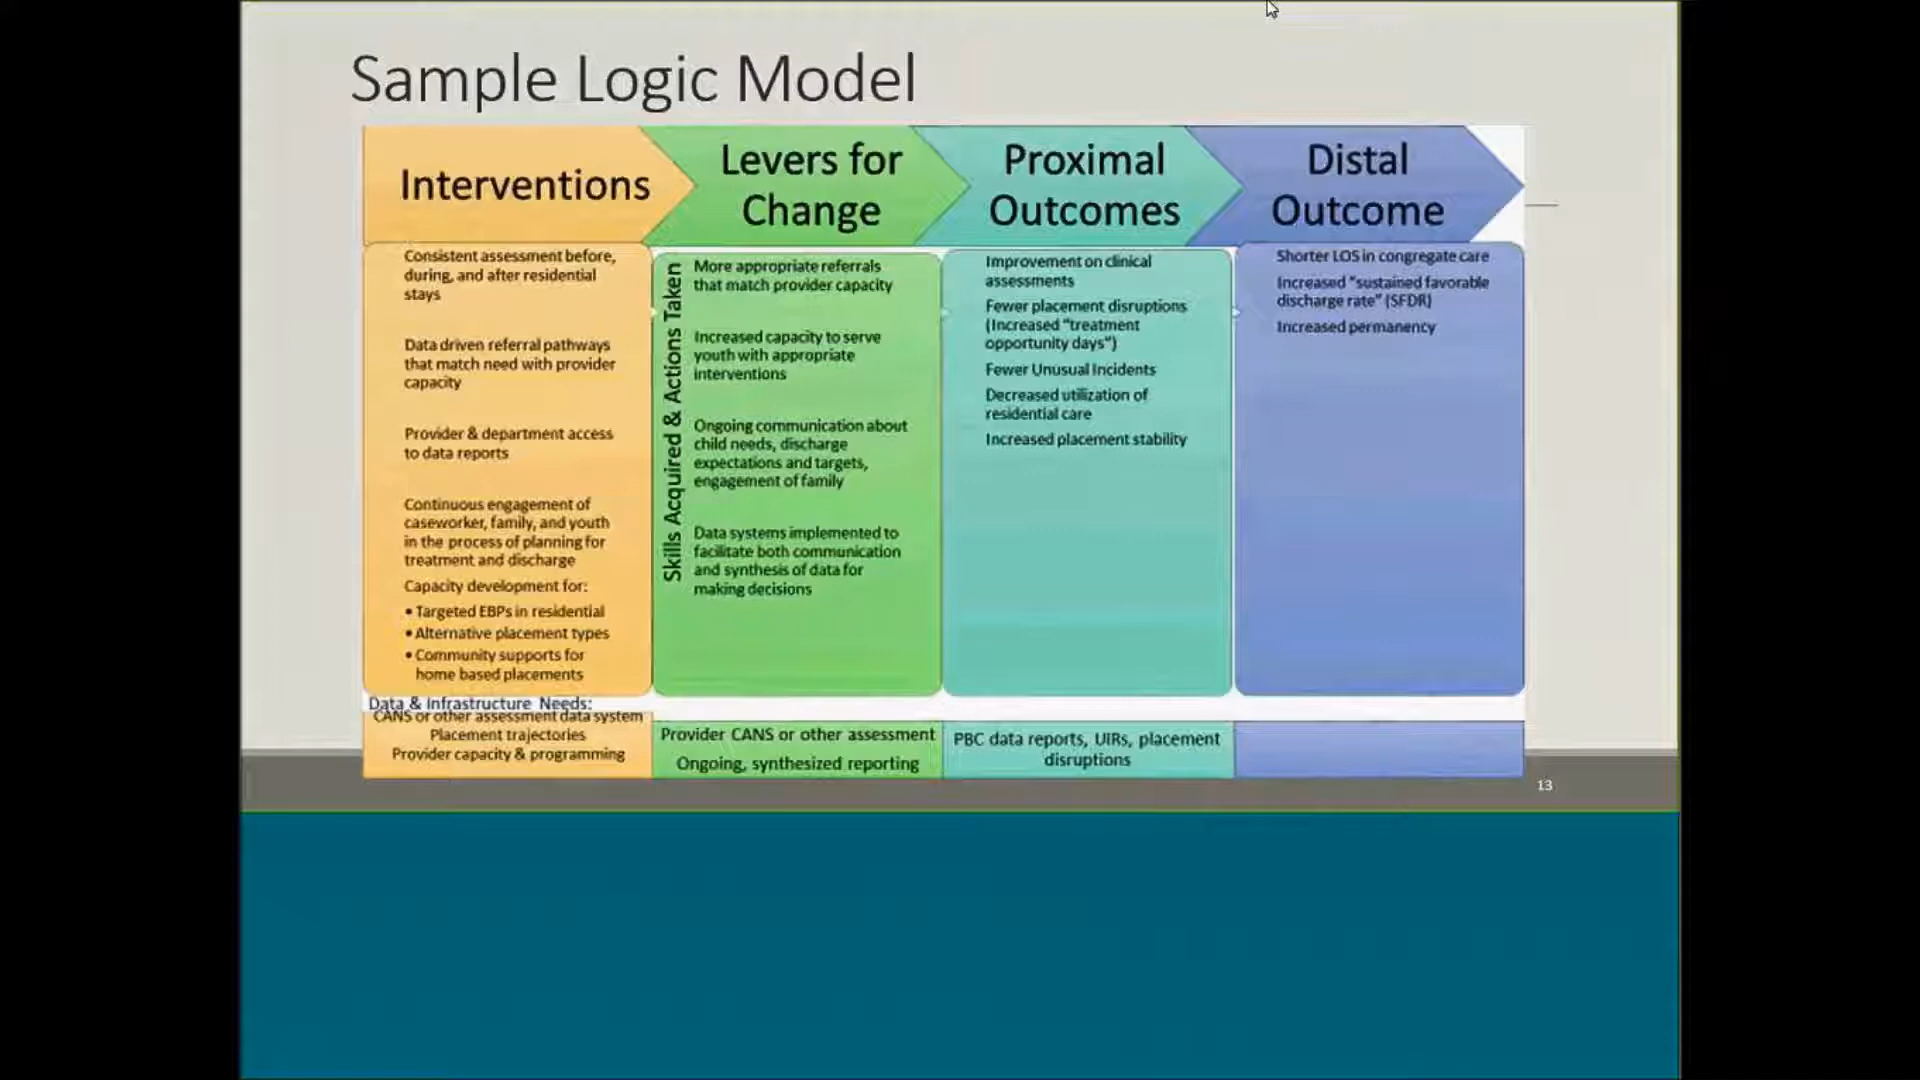 Sample Logic Model
Interventions
Levers for
Change
Proximal
Outcomes
Distal
Outcome
Consistent assessment before,
during, and after residential
stays
Data driven referral pathways
that match need with provider
capacity
Provider & department access
to data reports
Continuous engagement of
caseworker, family, and youth
in the process of planning for
treatment and discharge
Capacity development for:
• Targeted EBPs in residential
• Alternative placement types
• Community supports for
home based placements
Skills Acquired & Actions Taken
More appropriate referrals
that match provider capacity
Increased capacity to serve
youth with appropriate
interventions
Ongoing communication about
child needs, discharge
expectations and targets,
engagement of family
Data systems implemented to
facilitate both communication
and synthesis of data for
making decisions
Improvement on clinical
assessments
Fewer placement disruptions
(Increased “treatment
opportunity days”)
Fewer Unusual Incidents
Decreased utilization of
residential care
Increased placement stability
Shorter LOS in congregate care
Increased “sustained favorable
discharge rate” (SFDR)
Increased permanency
Data & Infrastructure Needs:
CANS or other assessment data system
Placement trajectories
Provider capacity & programming
Provider CANS or other assessment
Ongoing, synthesized reporting
PBC data reports, UIRs, placement
disruptions
13